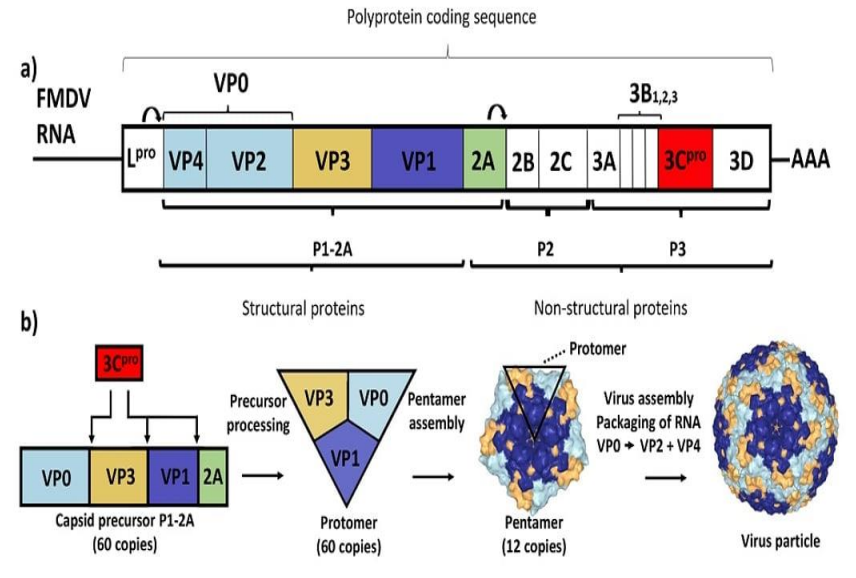 Polyprotein coding sequence
a)
FMDV
RNA
VP0
3B1,2,3
Lpro VP4 VP2 VP3 VP1 2A 2B 2C 3A 3Cpro 3D AAA
P1-2A P2 P3
Structural proteins Non-structural proteins
b)
3Cpro
VP0 VP3 VP1 2A
Capsid precursor P1-2A
(60 copies)
Precursor
processing
VP3 VP0
VP1
Protomer
(60 copies)
Pentamer
assembly
Protomer
Pentamer
(12 copies)
Virus assembly
Packaging of RNA
VP0 → VP2 + VP4
Virus particle